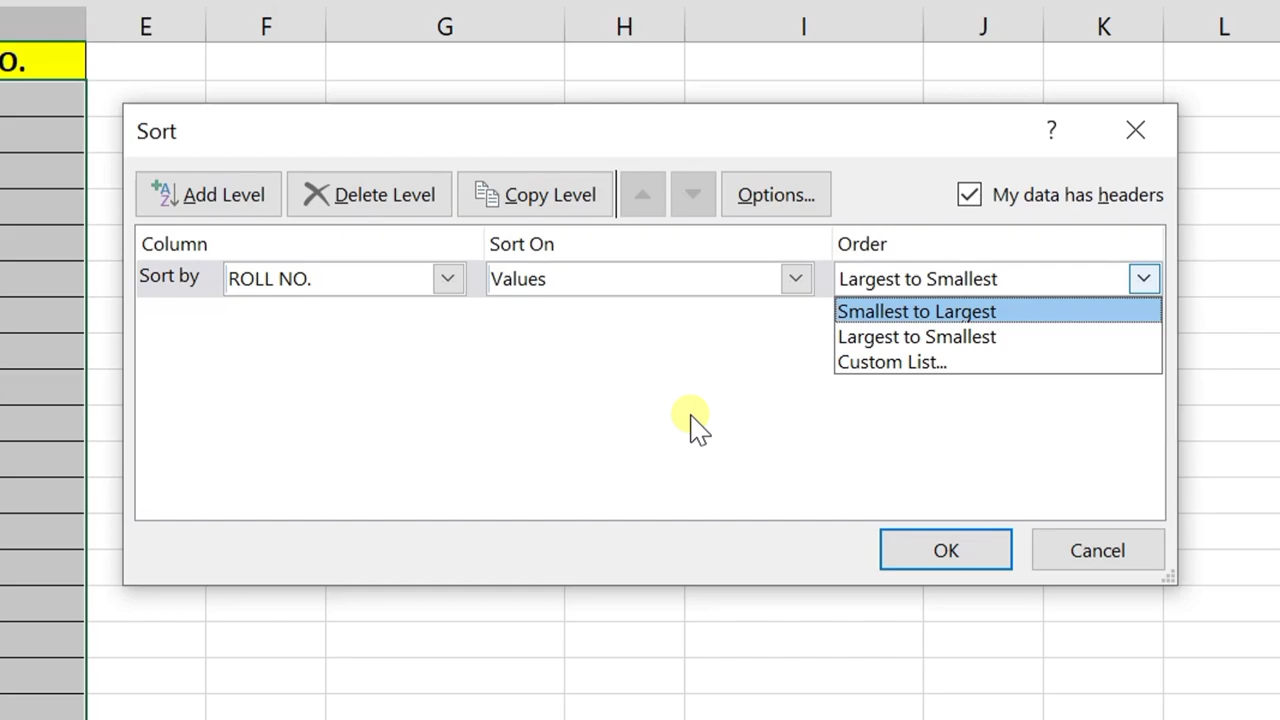 E F G H I J K L
O.
Sort ?
Add Level Delete Level Copy Level Options... My data has headers
Column Sort On Order
Sort by ROLL NO. Values Largest to Smallest
Smallest to Largest
Largest to Smallest
Custom List...
OK Cancel